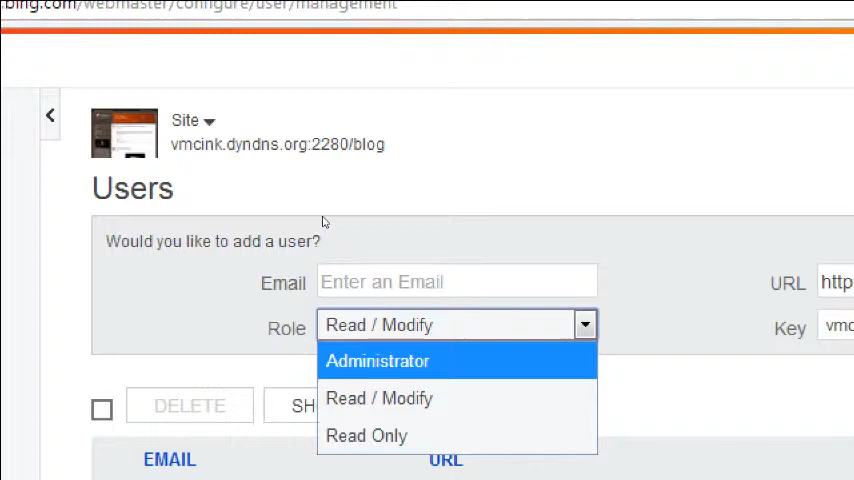 .bing.com/webmaster/configure/user/management
Site
vmcink.dyndns.org:2280/blog
Users
Would you like to add a user?
Email Enter an Email URL http
Role Read / Modify Key vmc
Administrator
Read / Modify
Read Only
DELETE SH
EMAIL URL